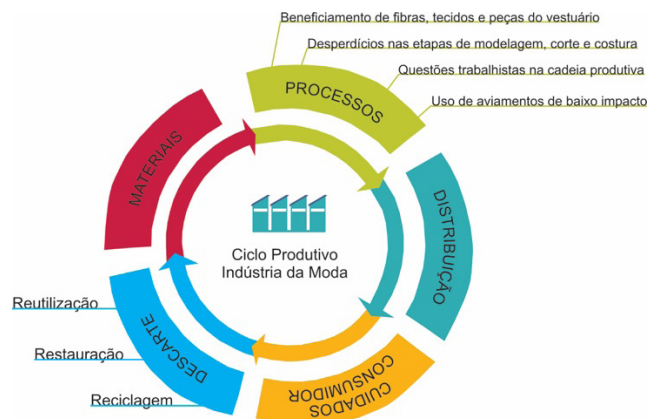 Beneficiamento de fibras, tecidos e peças do vestuário
Desperdícios nas etapas de modelagem, corte e costura
Questões trabalhistas na cadeia produtiva
Uso de aviamentos de baixo impacto
PROCESSOS
MATERIAIS
DISTRIBUIÇÃO
Ciclo Produtivo
Indústria da Moda
Reutilização
Restauração
Reciclagem
DESCARTE
CUIDADOS
CONSUMIDOR